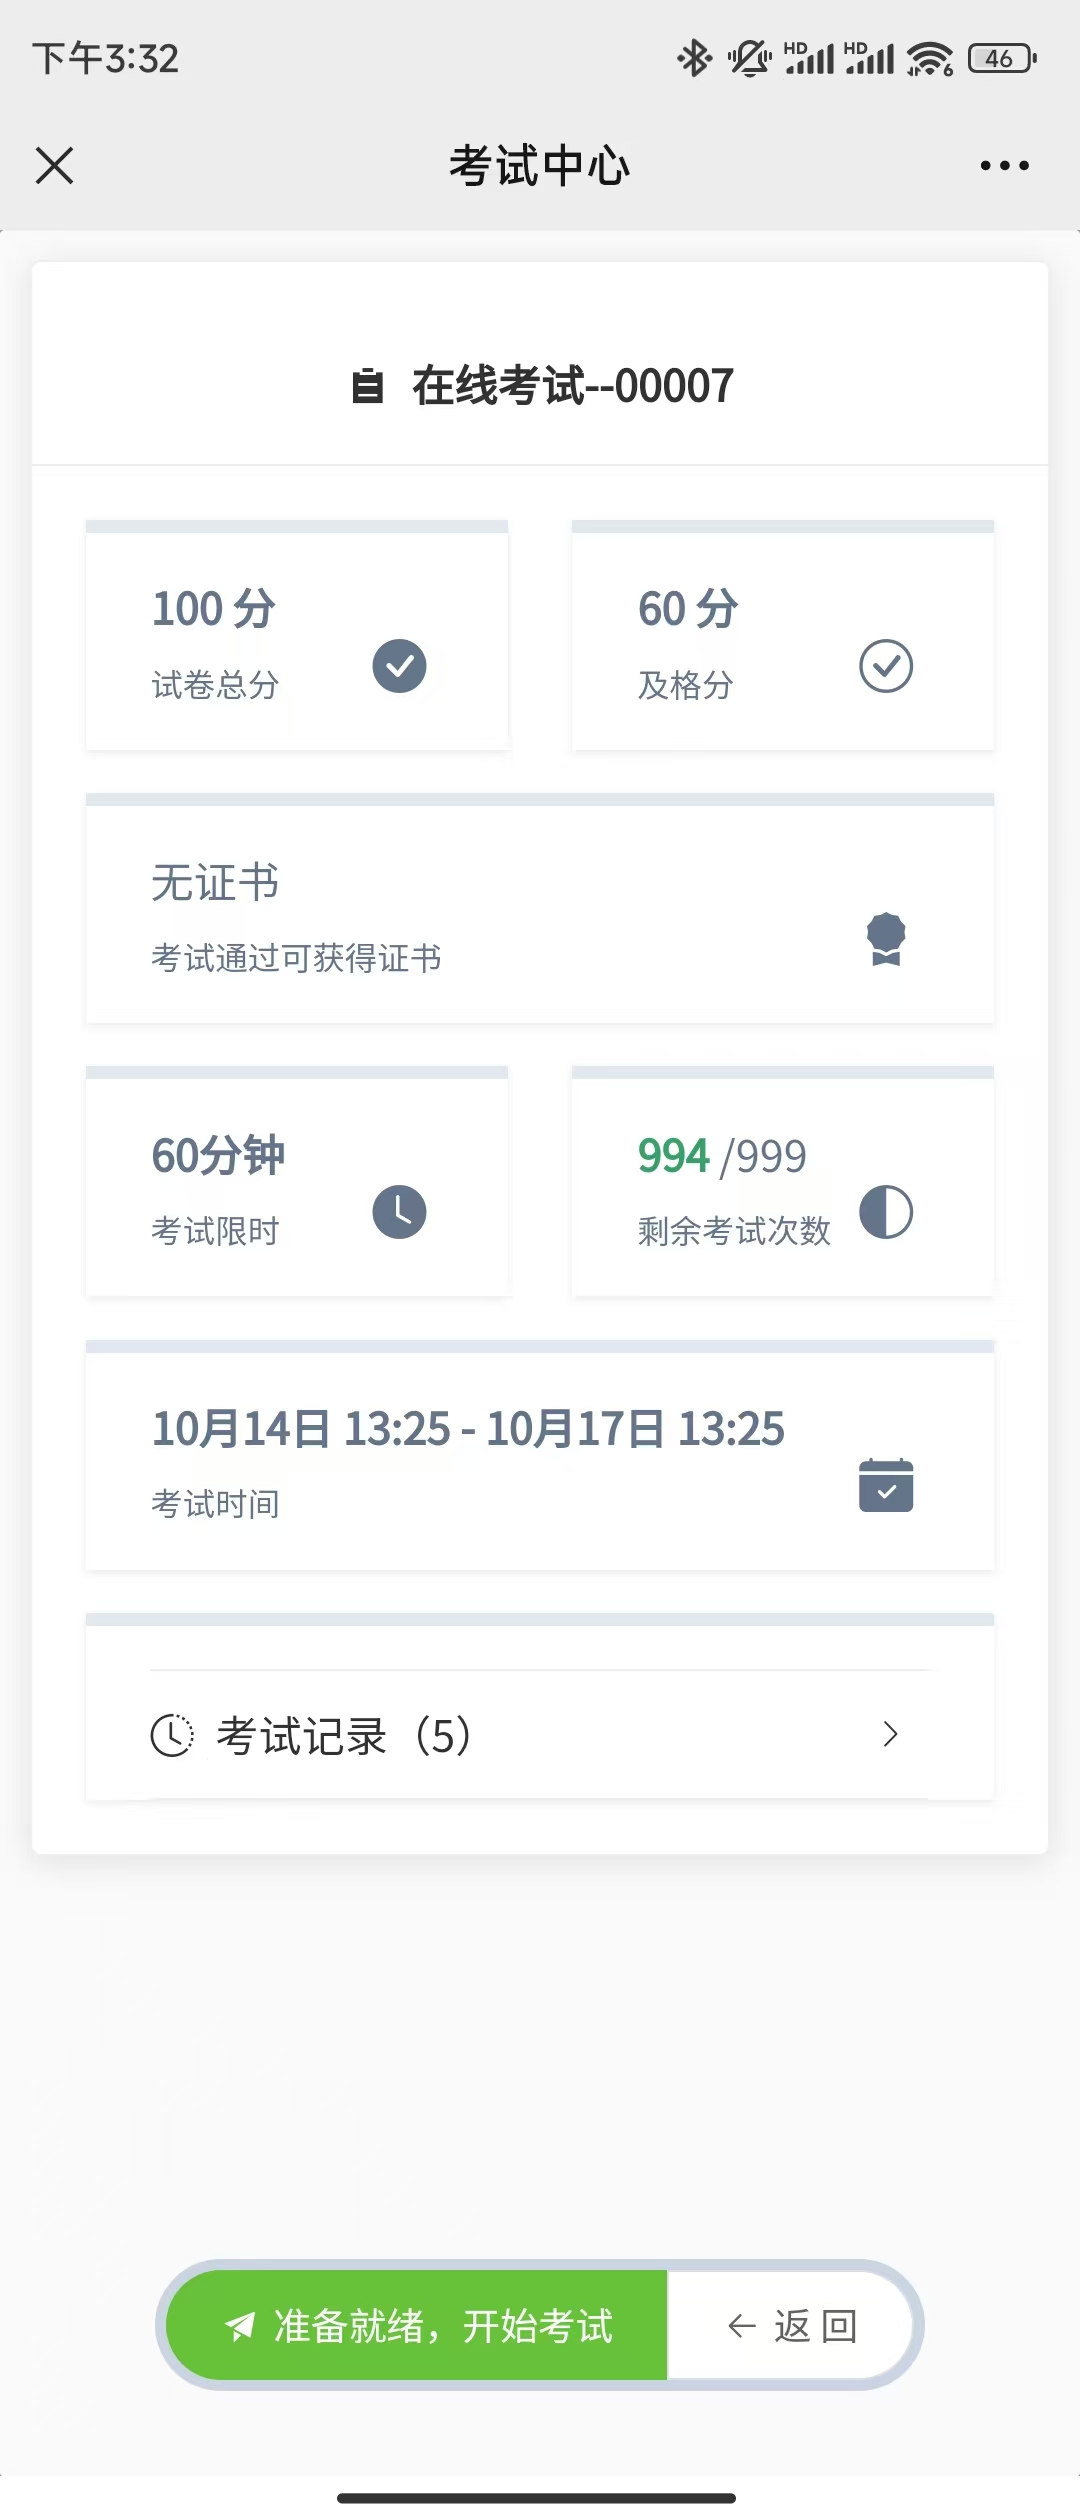 下午3:32
HD HD 6 46
考试中心
在线考试--00007
100 分
试卷总分
60 分
及格分
无证书
考试通过可获得证书
60分钟
考试限时
994 /999
剩余考试次数
10月14日 13:25 - 10月17日 13:25
考试时间
考试记录（5）
准备就绪，开始考试
返 回